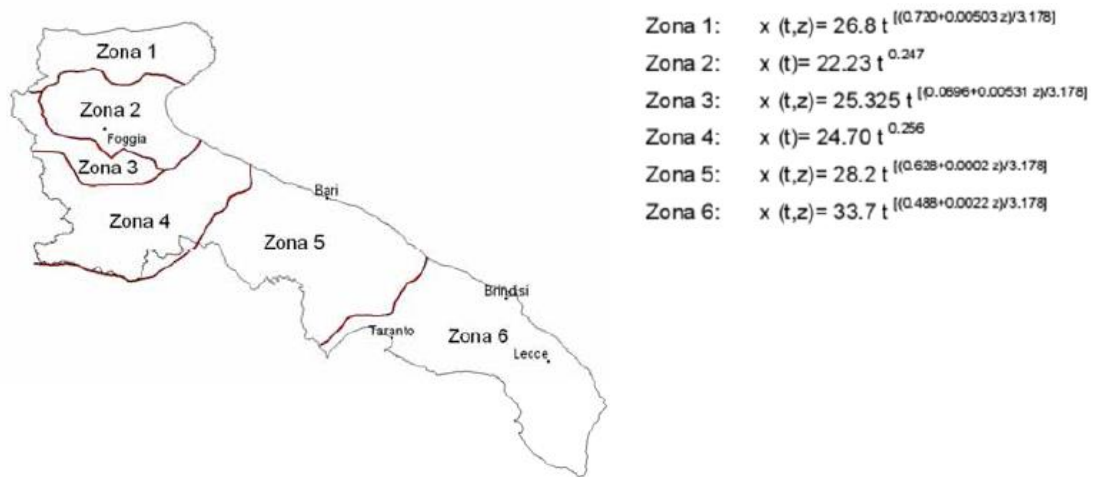 Zona 1
Zona 2
Foggia
Zona 3
Zona 4
Bari
Zona 5
Brindisi
Taranto
Zona 6
Lecce
Zona 1: x (t,z)= 26.8 t [(0.720+0.00503 z)/3.178]
Zona 2: x (t)= 22.23 t 0.247
Zona 3: x (t,z)= 25.325 t [(0.0696+0.00531 z)/3.178]
Zona 4: x (t)= 24.70 t 0.256
Zona 5: x (t,z)= 28.2 t [(0.628+0.0002 z)/3.178]
Zona 6: x (t,z)= 33.7 t [(0.488+0.0022 z)/3.178]